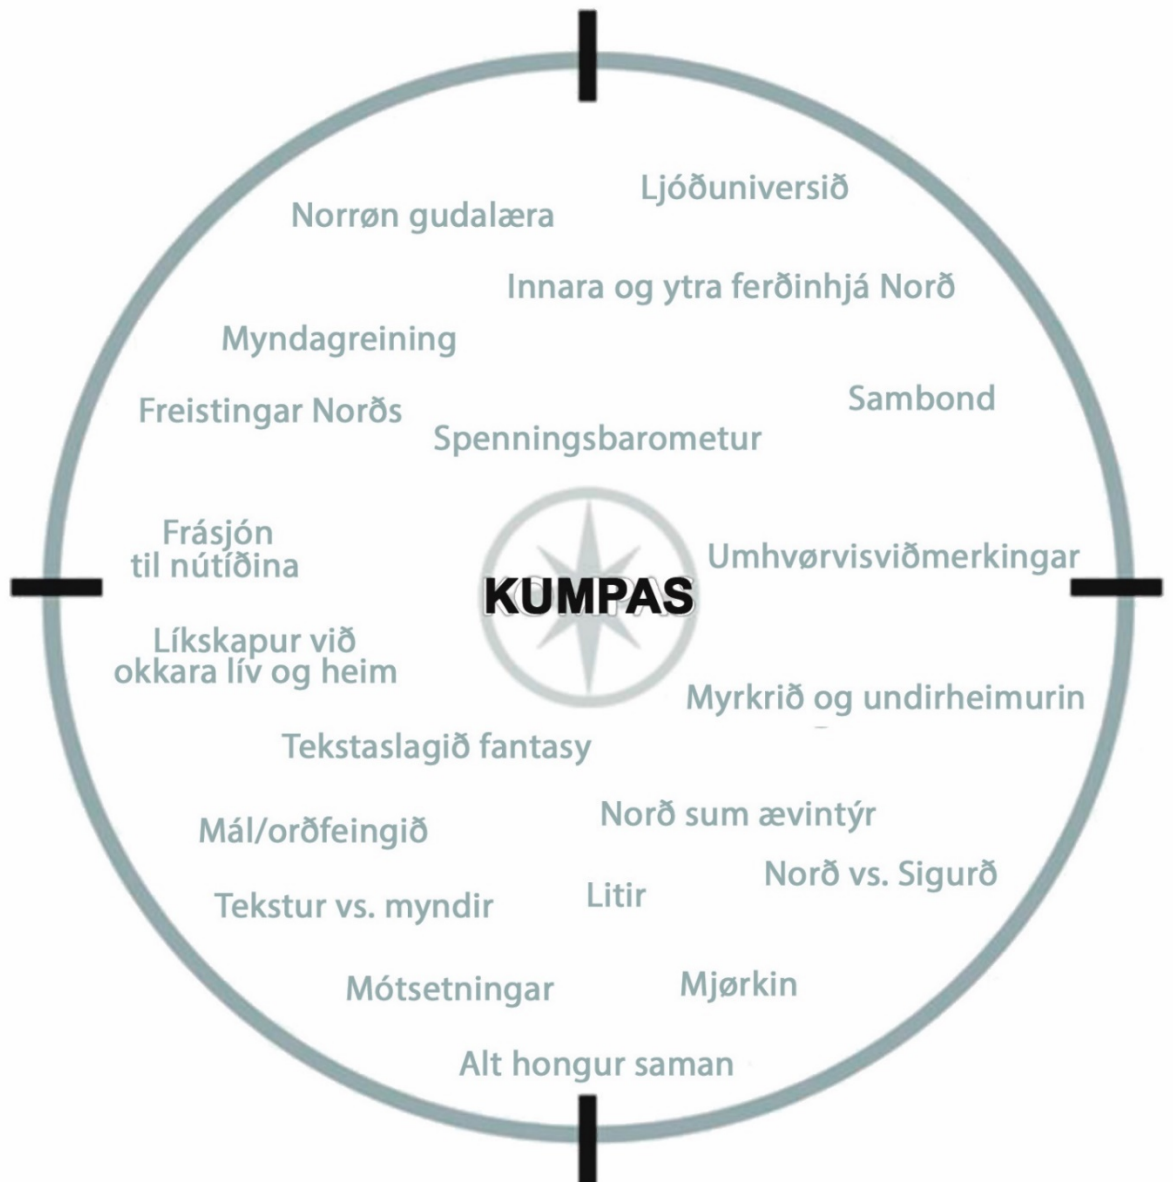 Ljóðuniversið
Norrøn gudalæra
Innara og ytra ferðinhjá Norð
Myndagreining
Sambond
Freistingar Norðs
Spenningsbarometur
Frásjón
til nútíðina
Umhvørvisviðmerkingar
KUMPAS
Líkskapur við
okkara lív og heim
Myrkrið og undirheimurin
Tekstaslagið fantasy
Norð sum ævintýr
Mál/orðfeingið
Norð vs. Sigurð
Litir
Tekstur vs. myndir
Mótsetningar
Mjørkin
Alt hongur saman